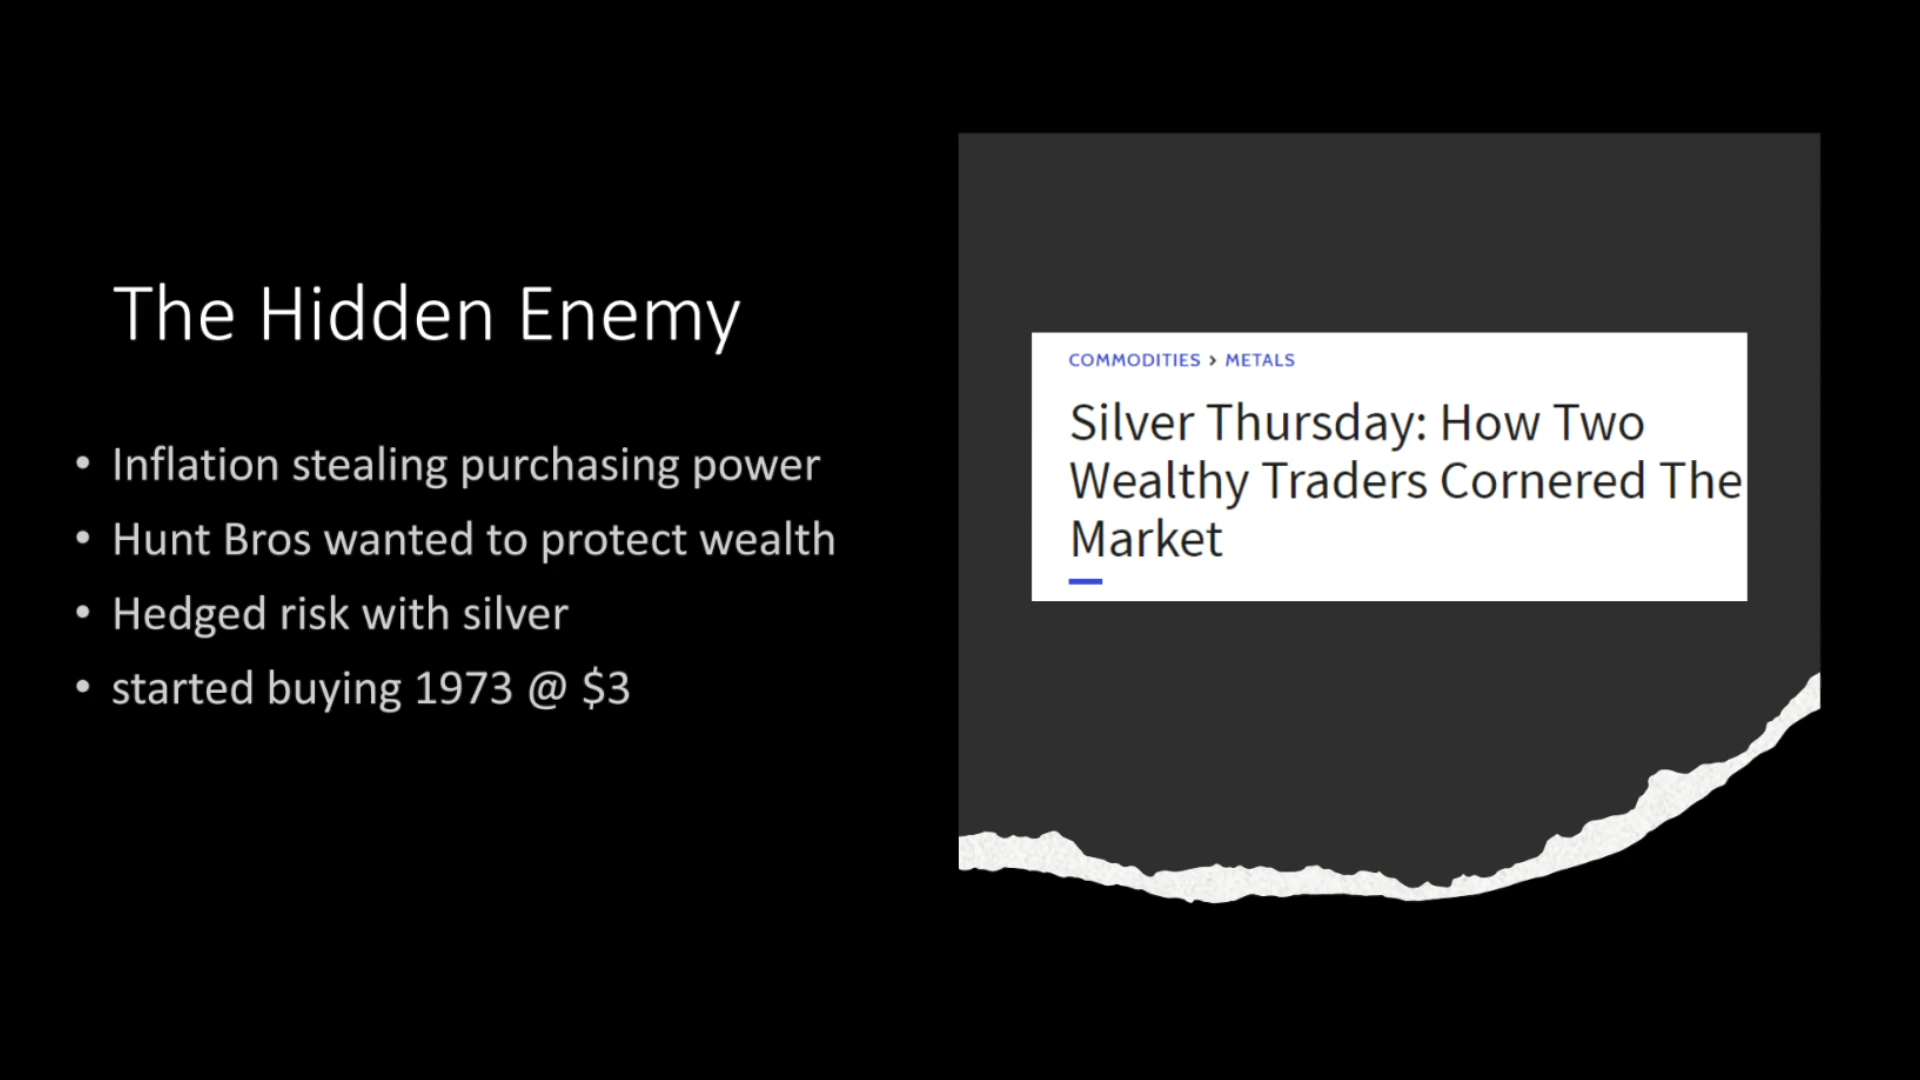 The Hidden Enemy
• Inflation stealing purchasing power
• Hunt Bros wanted to protect wealth
• Hedged risk with silver
• started buying 1973 @ $3
COMMODITIES > METALS
Silver Thursday: How Two
Wealthy Traders Cornered The
Market